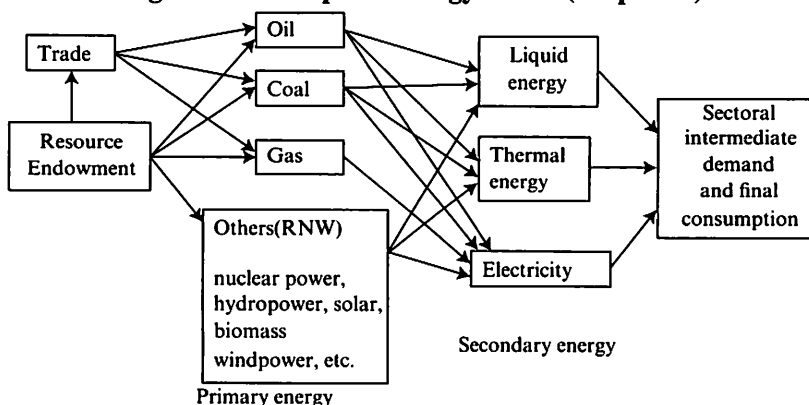 Trade
Resource
Endowment
Oil
Coal
Gas
Others(RNW)
nuclear power,
hydropower, solar,
biomass
windpower, etc.
Primary energy
Liquid
energy
Thermal
energy
Electricity
Secondary energy
Sectoral
intermediate
demand
and final
consumption